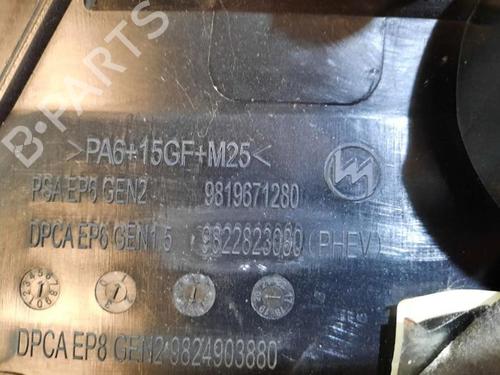 B-PARTS
>PA6+15GF+M25<
PSA EP6 GEN2 9819671280
DPCA EP6 GEN1.5 9822823080 (PHEV)
DPCA EP8 GEN2 9824903880